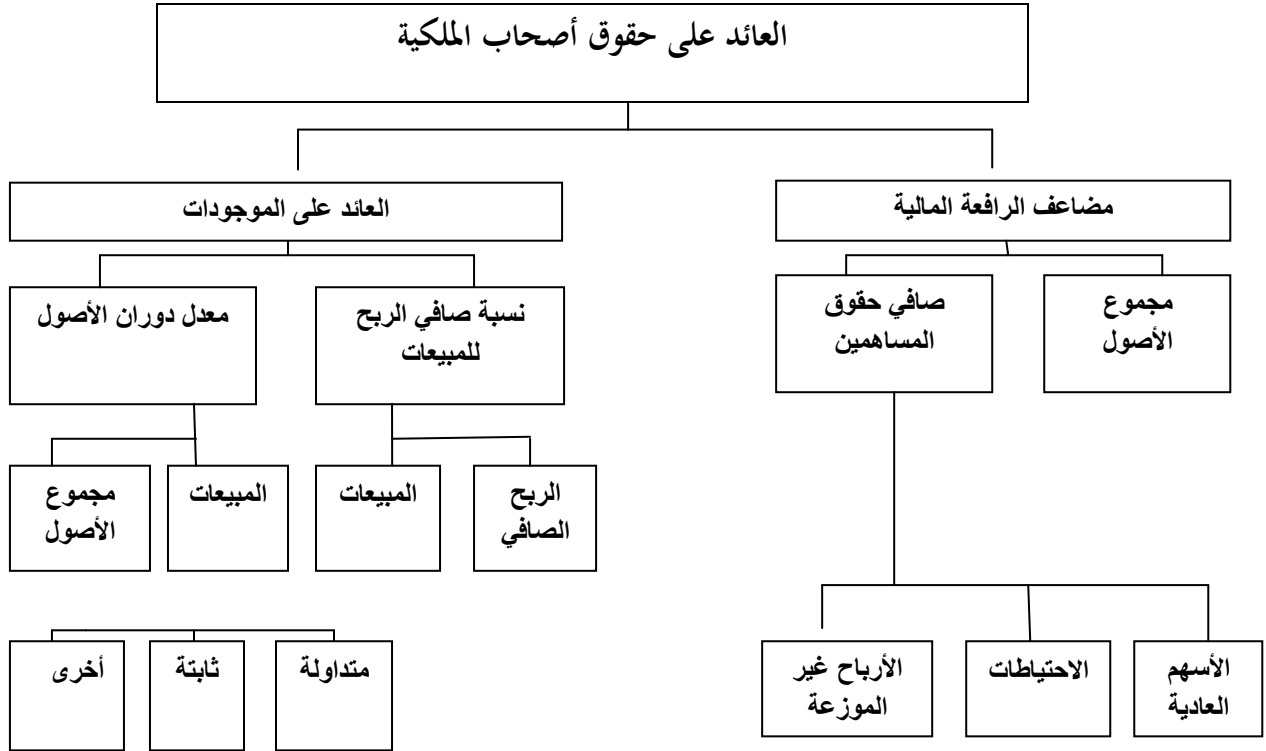 العائد على حقوق أصحاب الملكية
مضاعف الرافعة المالية
العائد على الموجودات
مجموع
الأصول
صافي حقوق
المساهمين
نسبة صافي الربح
للمبيعات
معدل دوران الأصول
الربح
الصافي
المبيعات
المبيعات
مجموع
الأصول
الأسهم
العادية
الاحتياطات
الأرباح غير
الموزعة
متداولة
ثابتة
أخرى